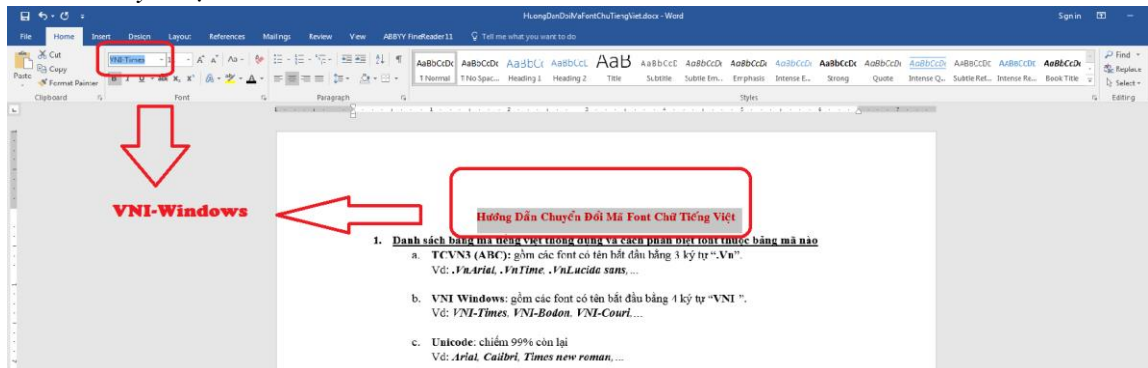 HuongDanDoiMaFontChuTiengViet.docx - Word
Sign in
File Home Insert Design Layout References Mailings Review View ABBYY FineReader11 Tell me what you want to do
Cut
Copy
Format Painter
Paste
VNI-Times
B I U
AaBbCcDc AaBbCcDc AaBbCc AaBbCcL AaB AaBbCcC AaBbCcDc AaBbCcDc AaBbCcDc AaBbCcDc AaBbCcDc AaBbCcDc AaBbCcDc AaBbCcDc AaBbCcDc
¶ Normal ¶ No Spac... Heading 1 Heading 2 Title Subtitle Subtle Em... Emphasis Intense E... Strong Quote Intense Q... Subtle Ref... Intense Re... Book Title
Find
Replace
Select
Clipboard Font Paragraph Styles Editing
VNI-Windows
Hướng Dẫn Chuyển Đổi Mã Font Chữ Tiếng Việt
1. Danh sách bảng mã tiếng việt thông dụng và cách phân biệt font thuộc bảng mã nào
a. TCVN3 (ABC): gồm các font có tên bắt đầu bằng 3 ký tự “.Vn”.
Vd: .VnArial, .VnTime, .VnLucida sans,...
b. VNI Windows: gồm các font có tên bắt đầu bằng 4 ký tự “VNI ”.
Vd: VNI-Times, VNI-Bodon, VNI-Couri,...
c. Unicode: chiếm 99% còn lại
Vd: Arial, Calibri, Times new roman,...